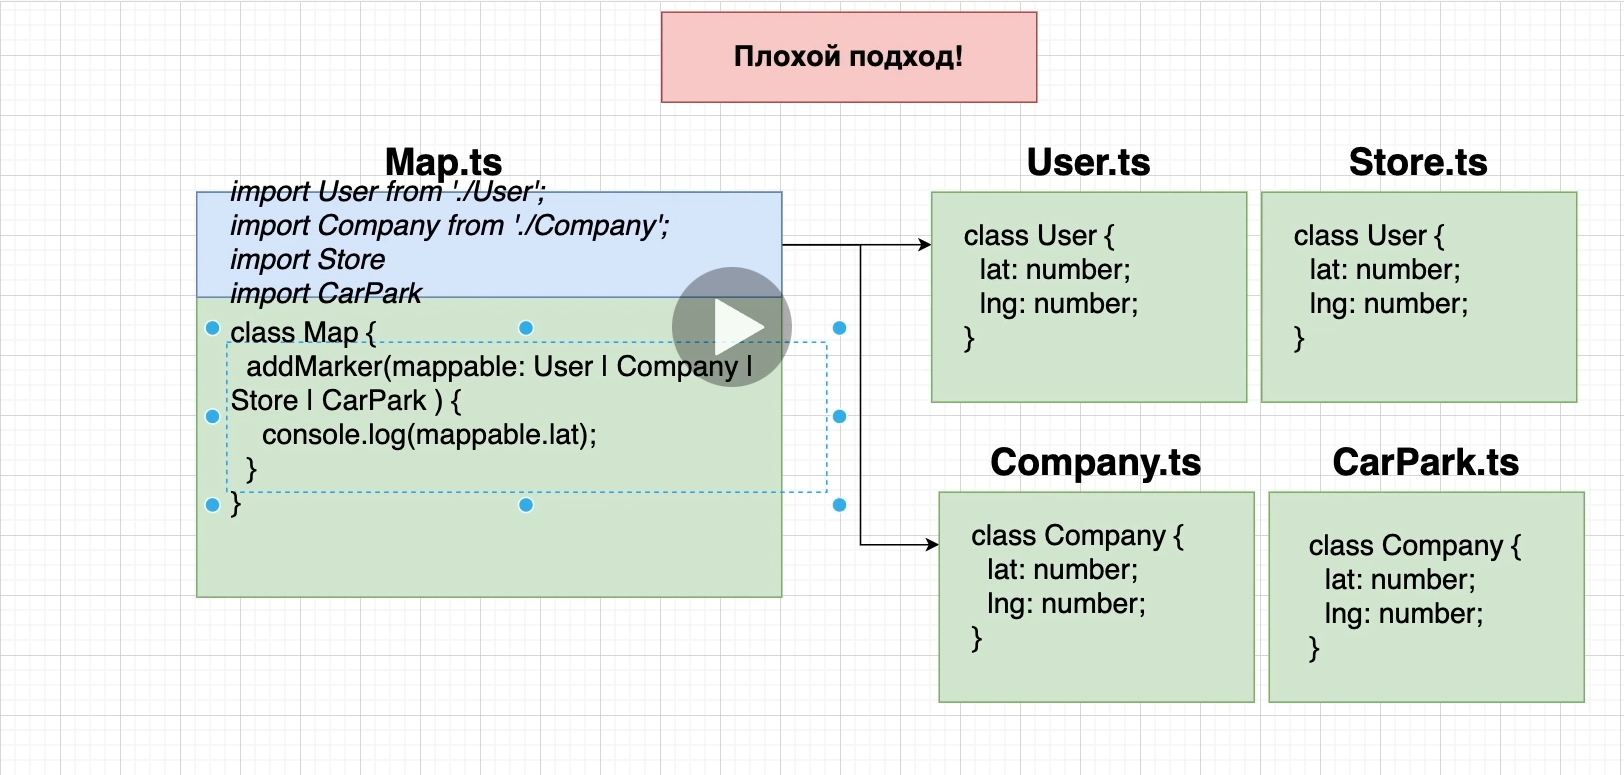 Плохой подход!
Map.ts
import User from './User';
import Company from './Company';
import Store
import CarPark
class Map {
addMarker(mappable: User | Company |
Store | CarPark ) {
console.log(mappable.lat);
}
}
User.ts
class User {
lat: number;
lng: number;
}
Store.ts
class User {
lat: number;
lng: number;
}
Company.ts
class Company {
lat: number;
lng: number;
}
CarPark.ts
class Company {
lat: number;
lng: number;
}